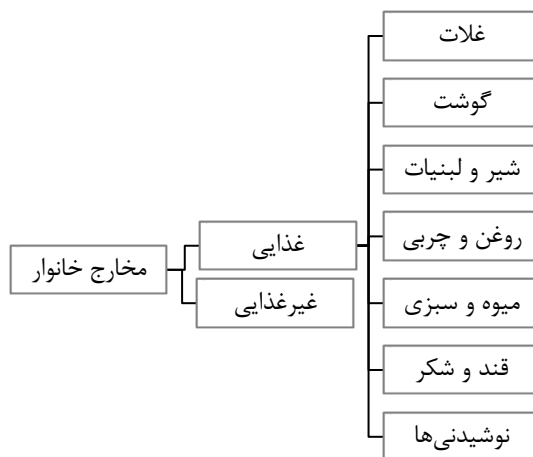 غلات
گوشت
شیر و لبنیات
روغن و چربی
میوه و سبزی
قند و شکر
نوشیدنی‌ها
غذایی
غیرغذایی
مخارج خانوار